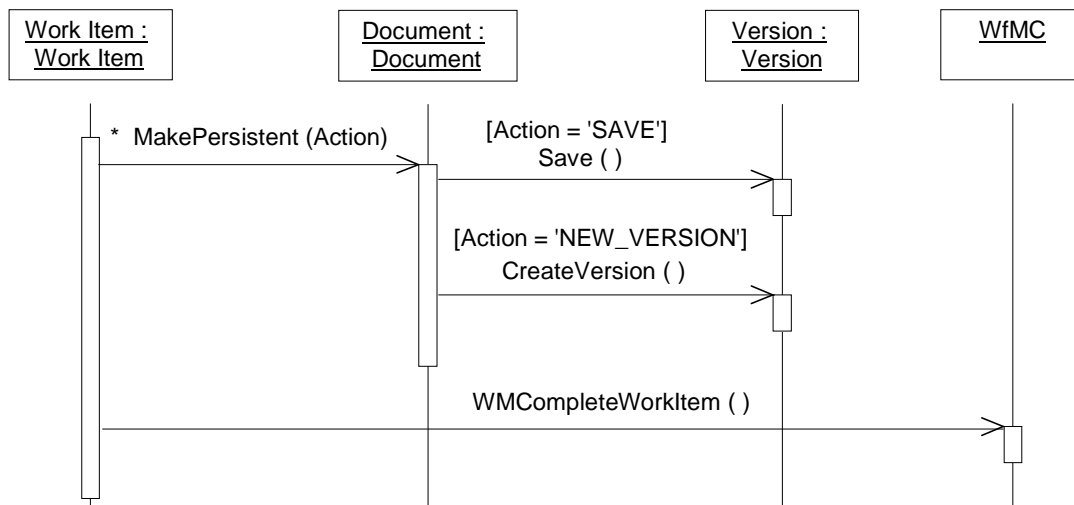 Work Item :
Work Item
Document :
Document
Version :
Version
WfMC
* MakePersistent (Action)
[Action = 'SAVE']
Save ( )
[Action = 'NEW_VERSION']
CreateVersion ( )
WMCompleteWorkItem ( )